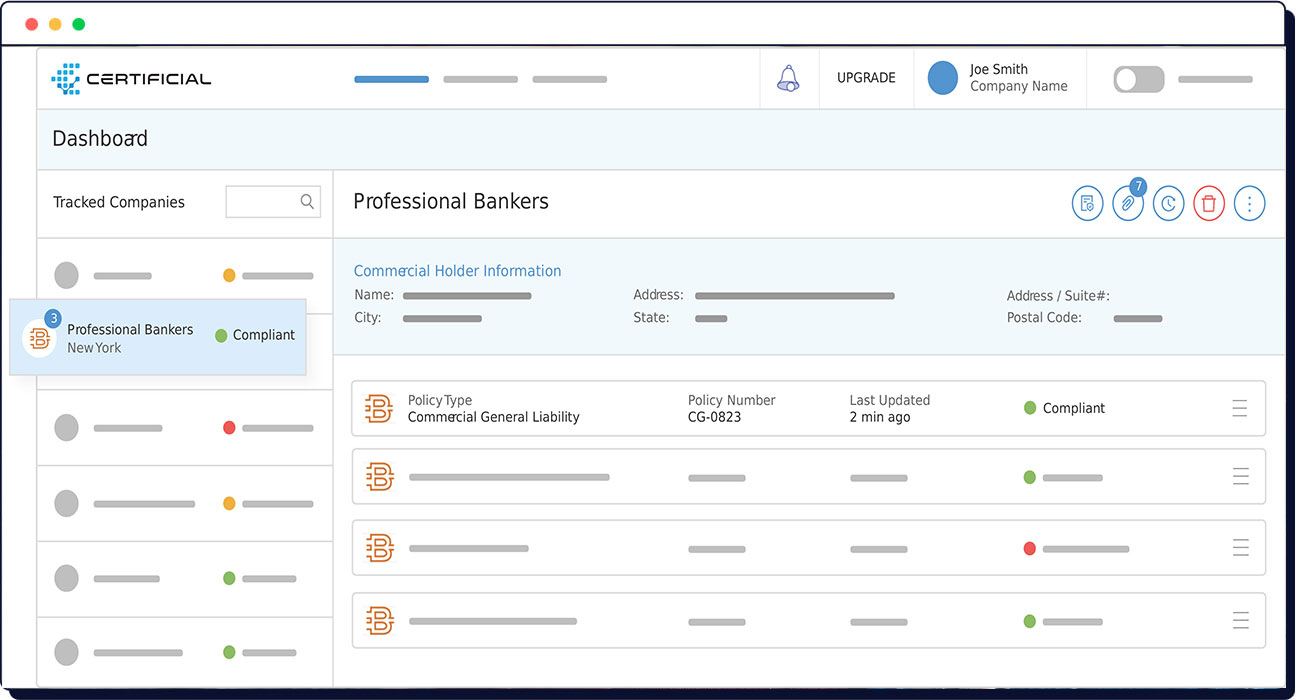 CERTIFICIAL
UPGRADE
Joe Smith
Company Name
Dashboard
Tracked Companies
Professional Bankers
7
Commercial Holder Information
Name:
Address:
Address / Suite#:
City:
State:
Postal Code:
3
Professional Bankers
New York
Compliant
Policy Type
Commercial General Liability
Policy Number
CG-0823
Last Updated
2 min ago
Compliant